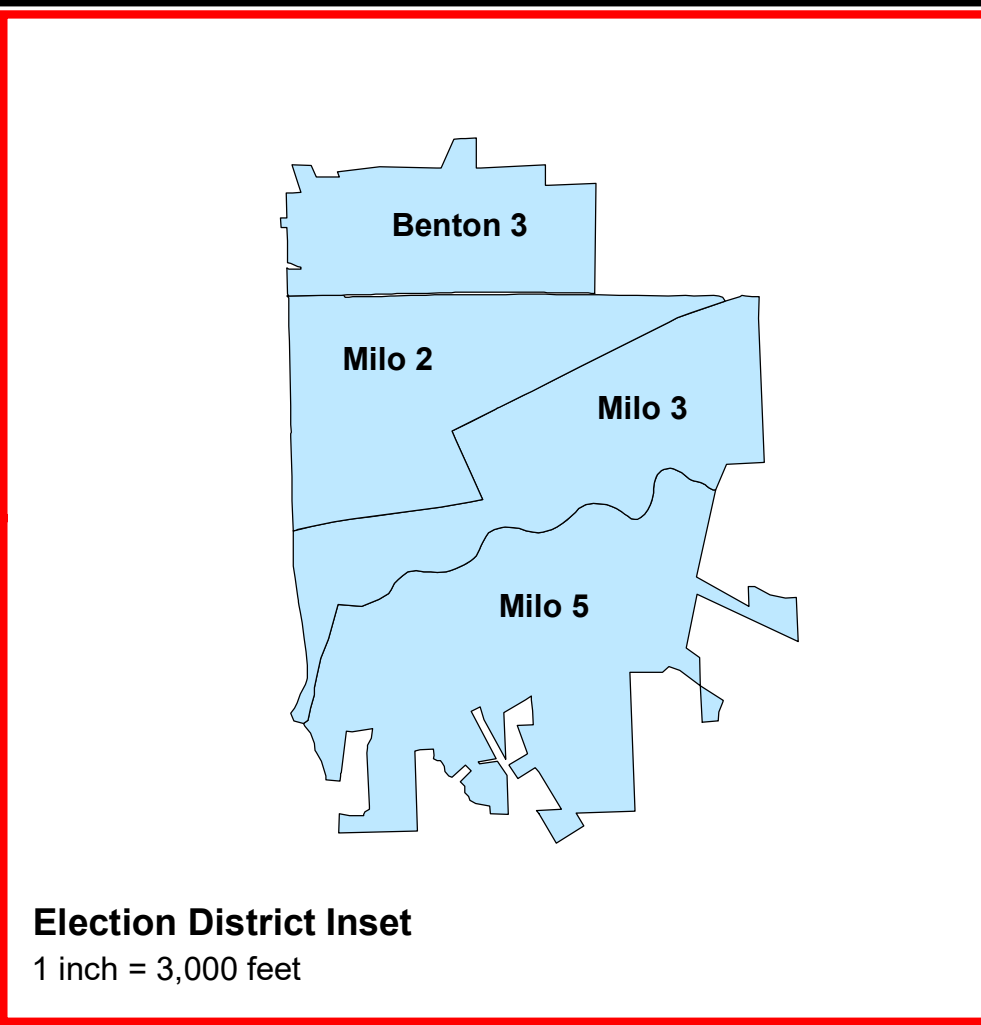 Benton 3
Milo 2
Milo 3
Milo 5
Election District Inset
1 inch = 3,000 feet